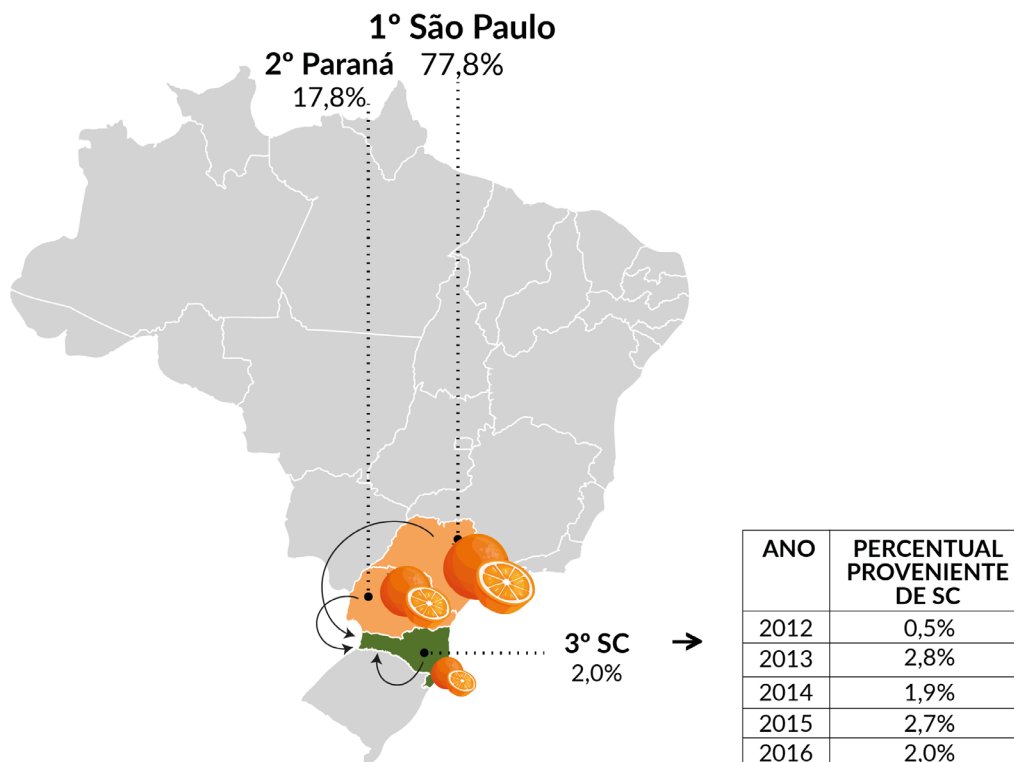 1º São Paulo
77,8%
2º Paraná
17,8%
3º SC
2,0%
ANO
PERCENTUAL
PROVENIENTE
DE SC
2012 0,5%
2013 2,8%
2014 1,9%
2015 2,7%
2016 2,0%